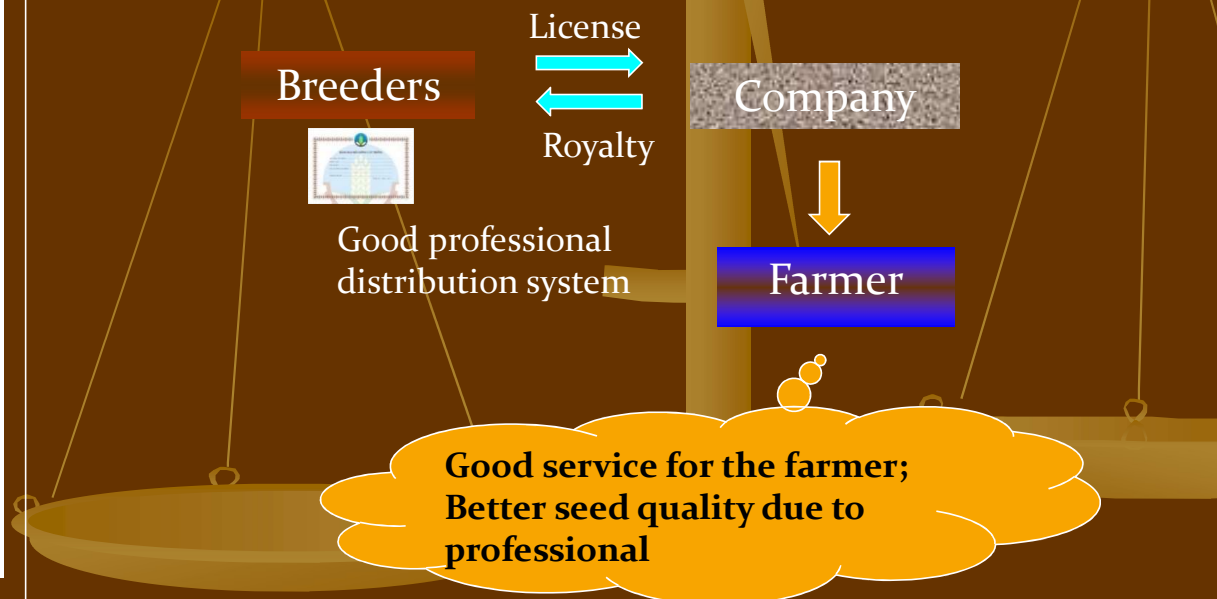 License
Breeders
Company
Royalty
Good professional
distribution system
Farmer
Good service for the farmer;
Better seed quality due to
professional